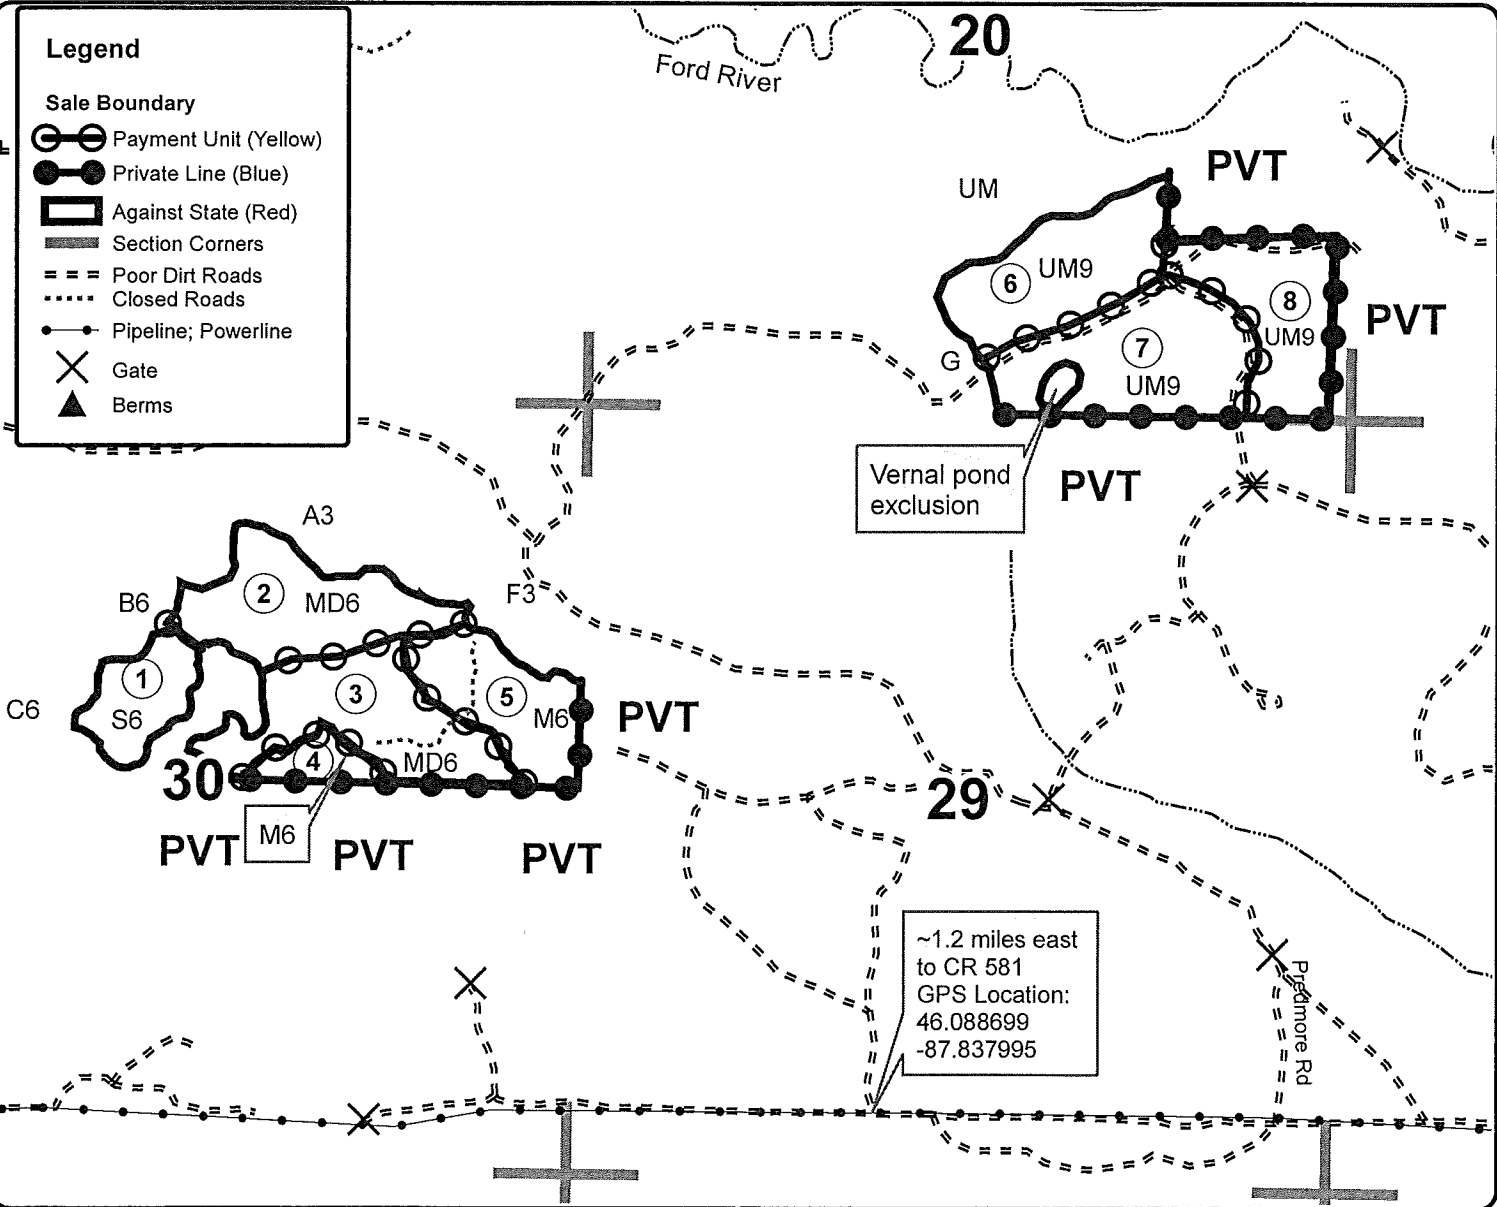 Legend
Sale Boundary
Payment Unit (Yellow)
Private Line (Blue)
Against State (Red)
Section Corners
Poor Dirt Roads
Closed Roads
Pipeline; Powerline
Gate
Berms
Ford River
20
PVT
UM
6
UM9
8
UM9
PVT
G
7
UM9
Vernal pond
exclusion
PVT
A3
F3
B6
2
MD6
1
S6
C6
3
5
M6
PVT
4
MD6
30
M6
PVT
PVT
PVT
29
~1.2 miles east
to CR 581
GPS Location:
46.088699
-87.837995
Predmore Rd